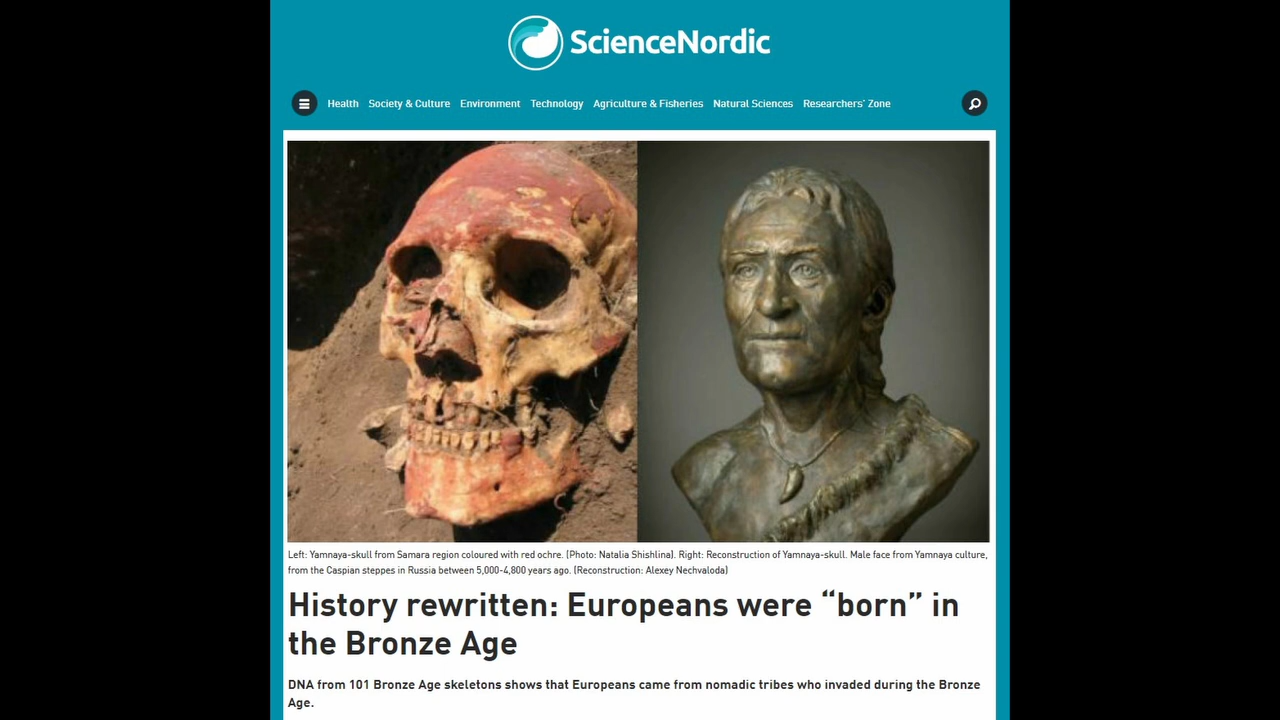 ScienceNordic
Health Society & Culture Environment Technology Agriculture & Fisheries Natural Sciences Researchers' Zone
Left: Yamnaya-skull from Samara region coloured with red ochre. (Photo: Natalia Shishlina). Right: Reconstruction of Yamnaya-skull. Male face from Yamnaya culture,
from the Caspian steppes in Russia between 5,000-4,800 years ago. (Reconstruction: Alexey Nechvaloda)
History rewritten: Europeans were “born” in
the Bronze Age
DNA from 101 Bronze Age skeletons shows that Europeans came from nomadic tribes who invaded during the Bronze
Age.